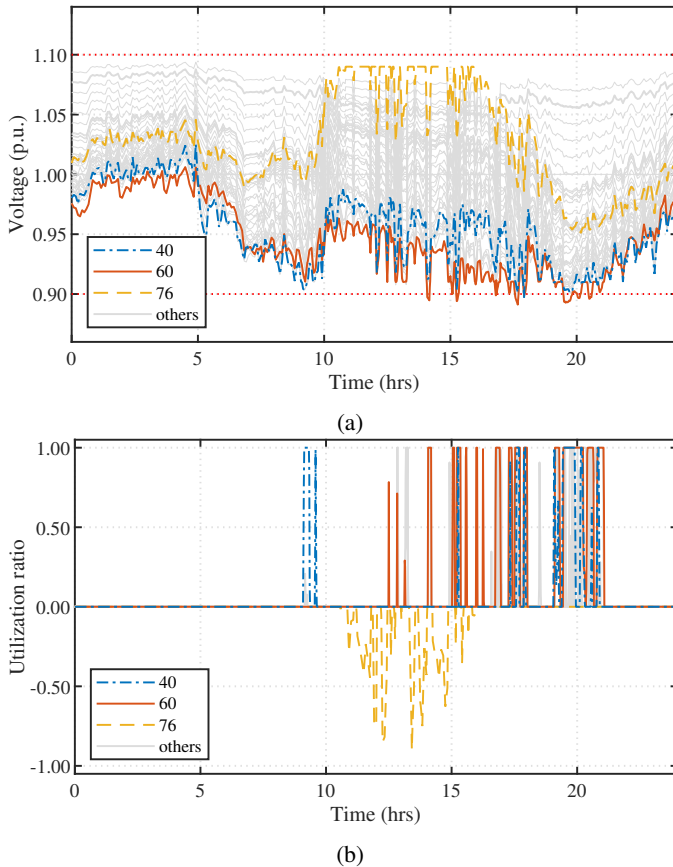 1.10
1.05
1.00
0.95
0.90
Voltage (p.u.)
40
60
76
others
0 5 10 15 20
Time (hrs)
(a)
1.00
0.50
0.00
-0.50
-1.00
Utilization ratio
40
60
76
others
0 5 10 15 20
Time (hrs)
(b)